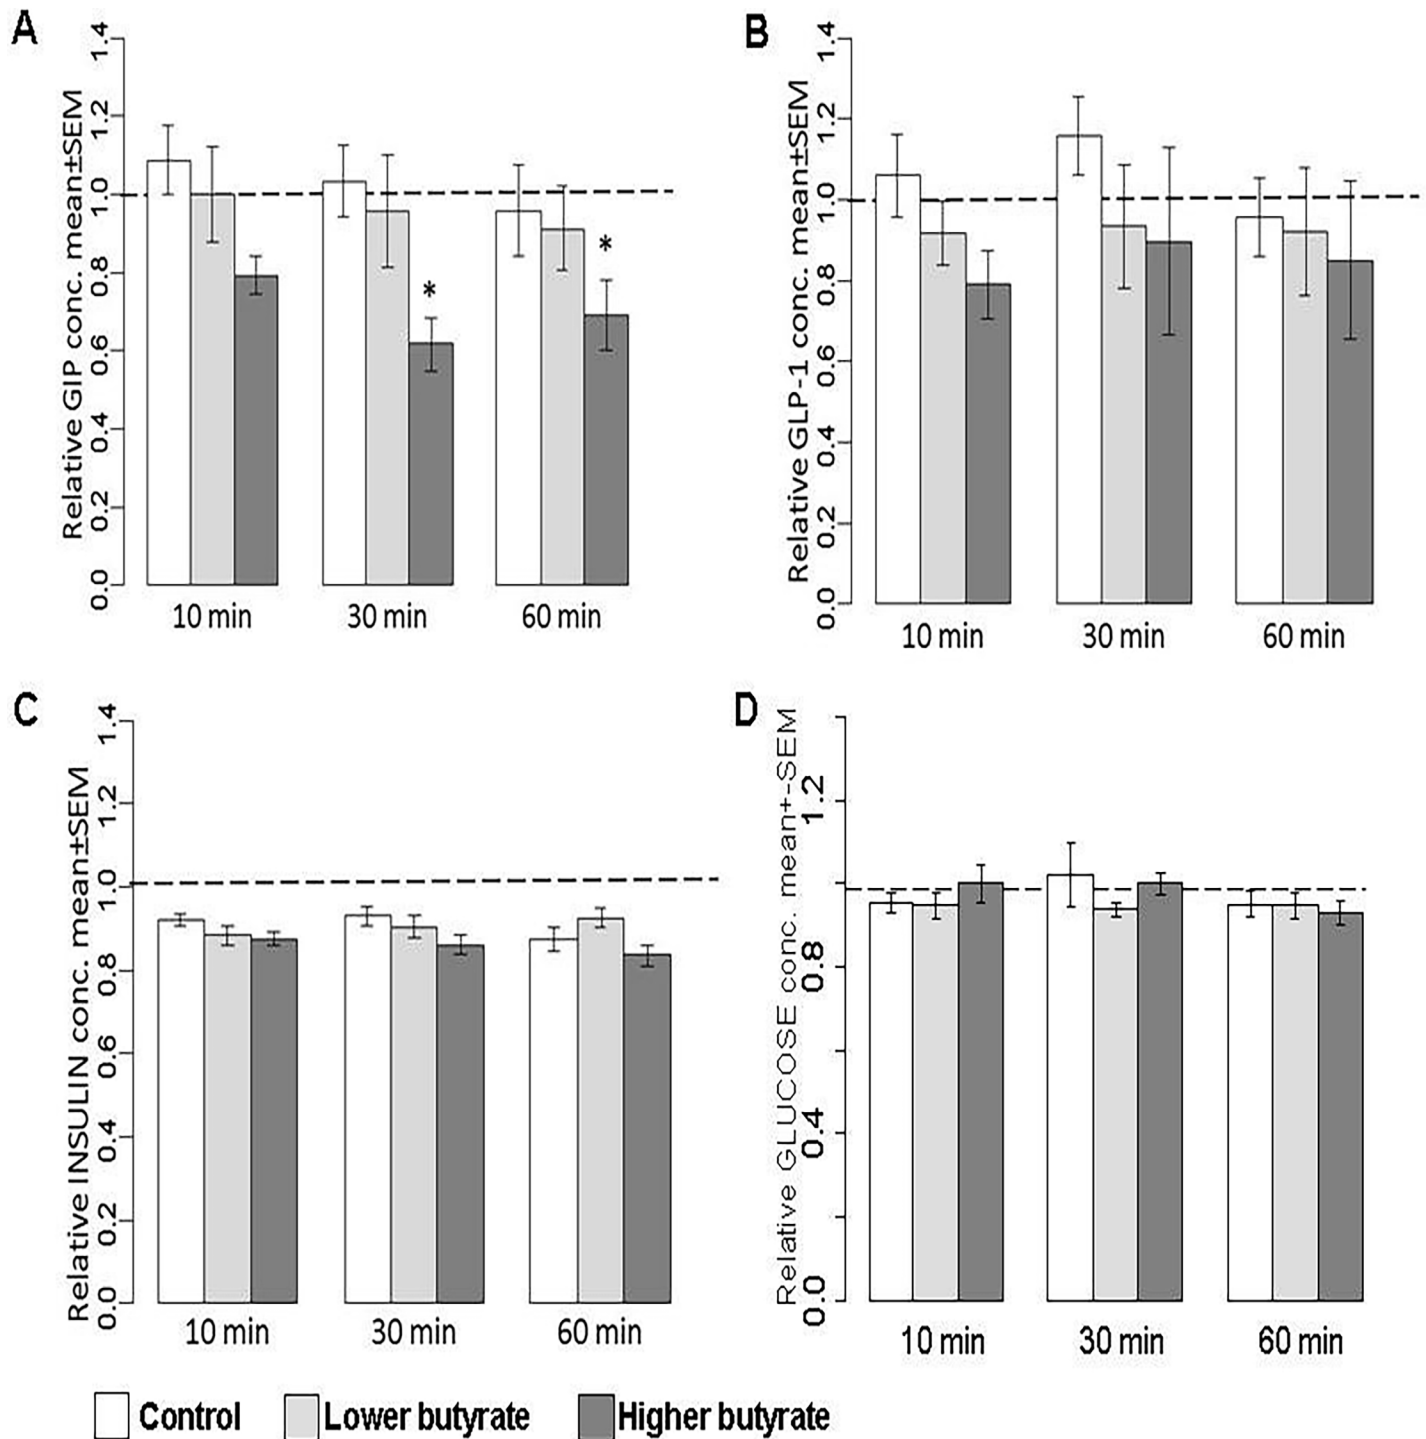 A
Relative GIP conc. mean±SEM
1.4
1.2
1.0
0.8
0.6
0.4
0.2
0.0
*
*
10 min 30 min 60 min
B
Relative GLP-1 conc. mean±SEM
1.4
1.2
1.0
0.8
0.6
0.4
0.2
0.0
10 min 30 min 60 min
C
Relative INSULIN conc. mean±SEM
1.4
1.2
1.0
0.8
0.6
0.4
0.2
0.0
10 min 30 min 60 min
D
Relative GLUCOSE conc. mean+-SEM
1.2
0.8
0.4
0.0
10 min 30 min 60 min
Control Lower butyrate Higher butyrate